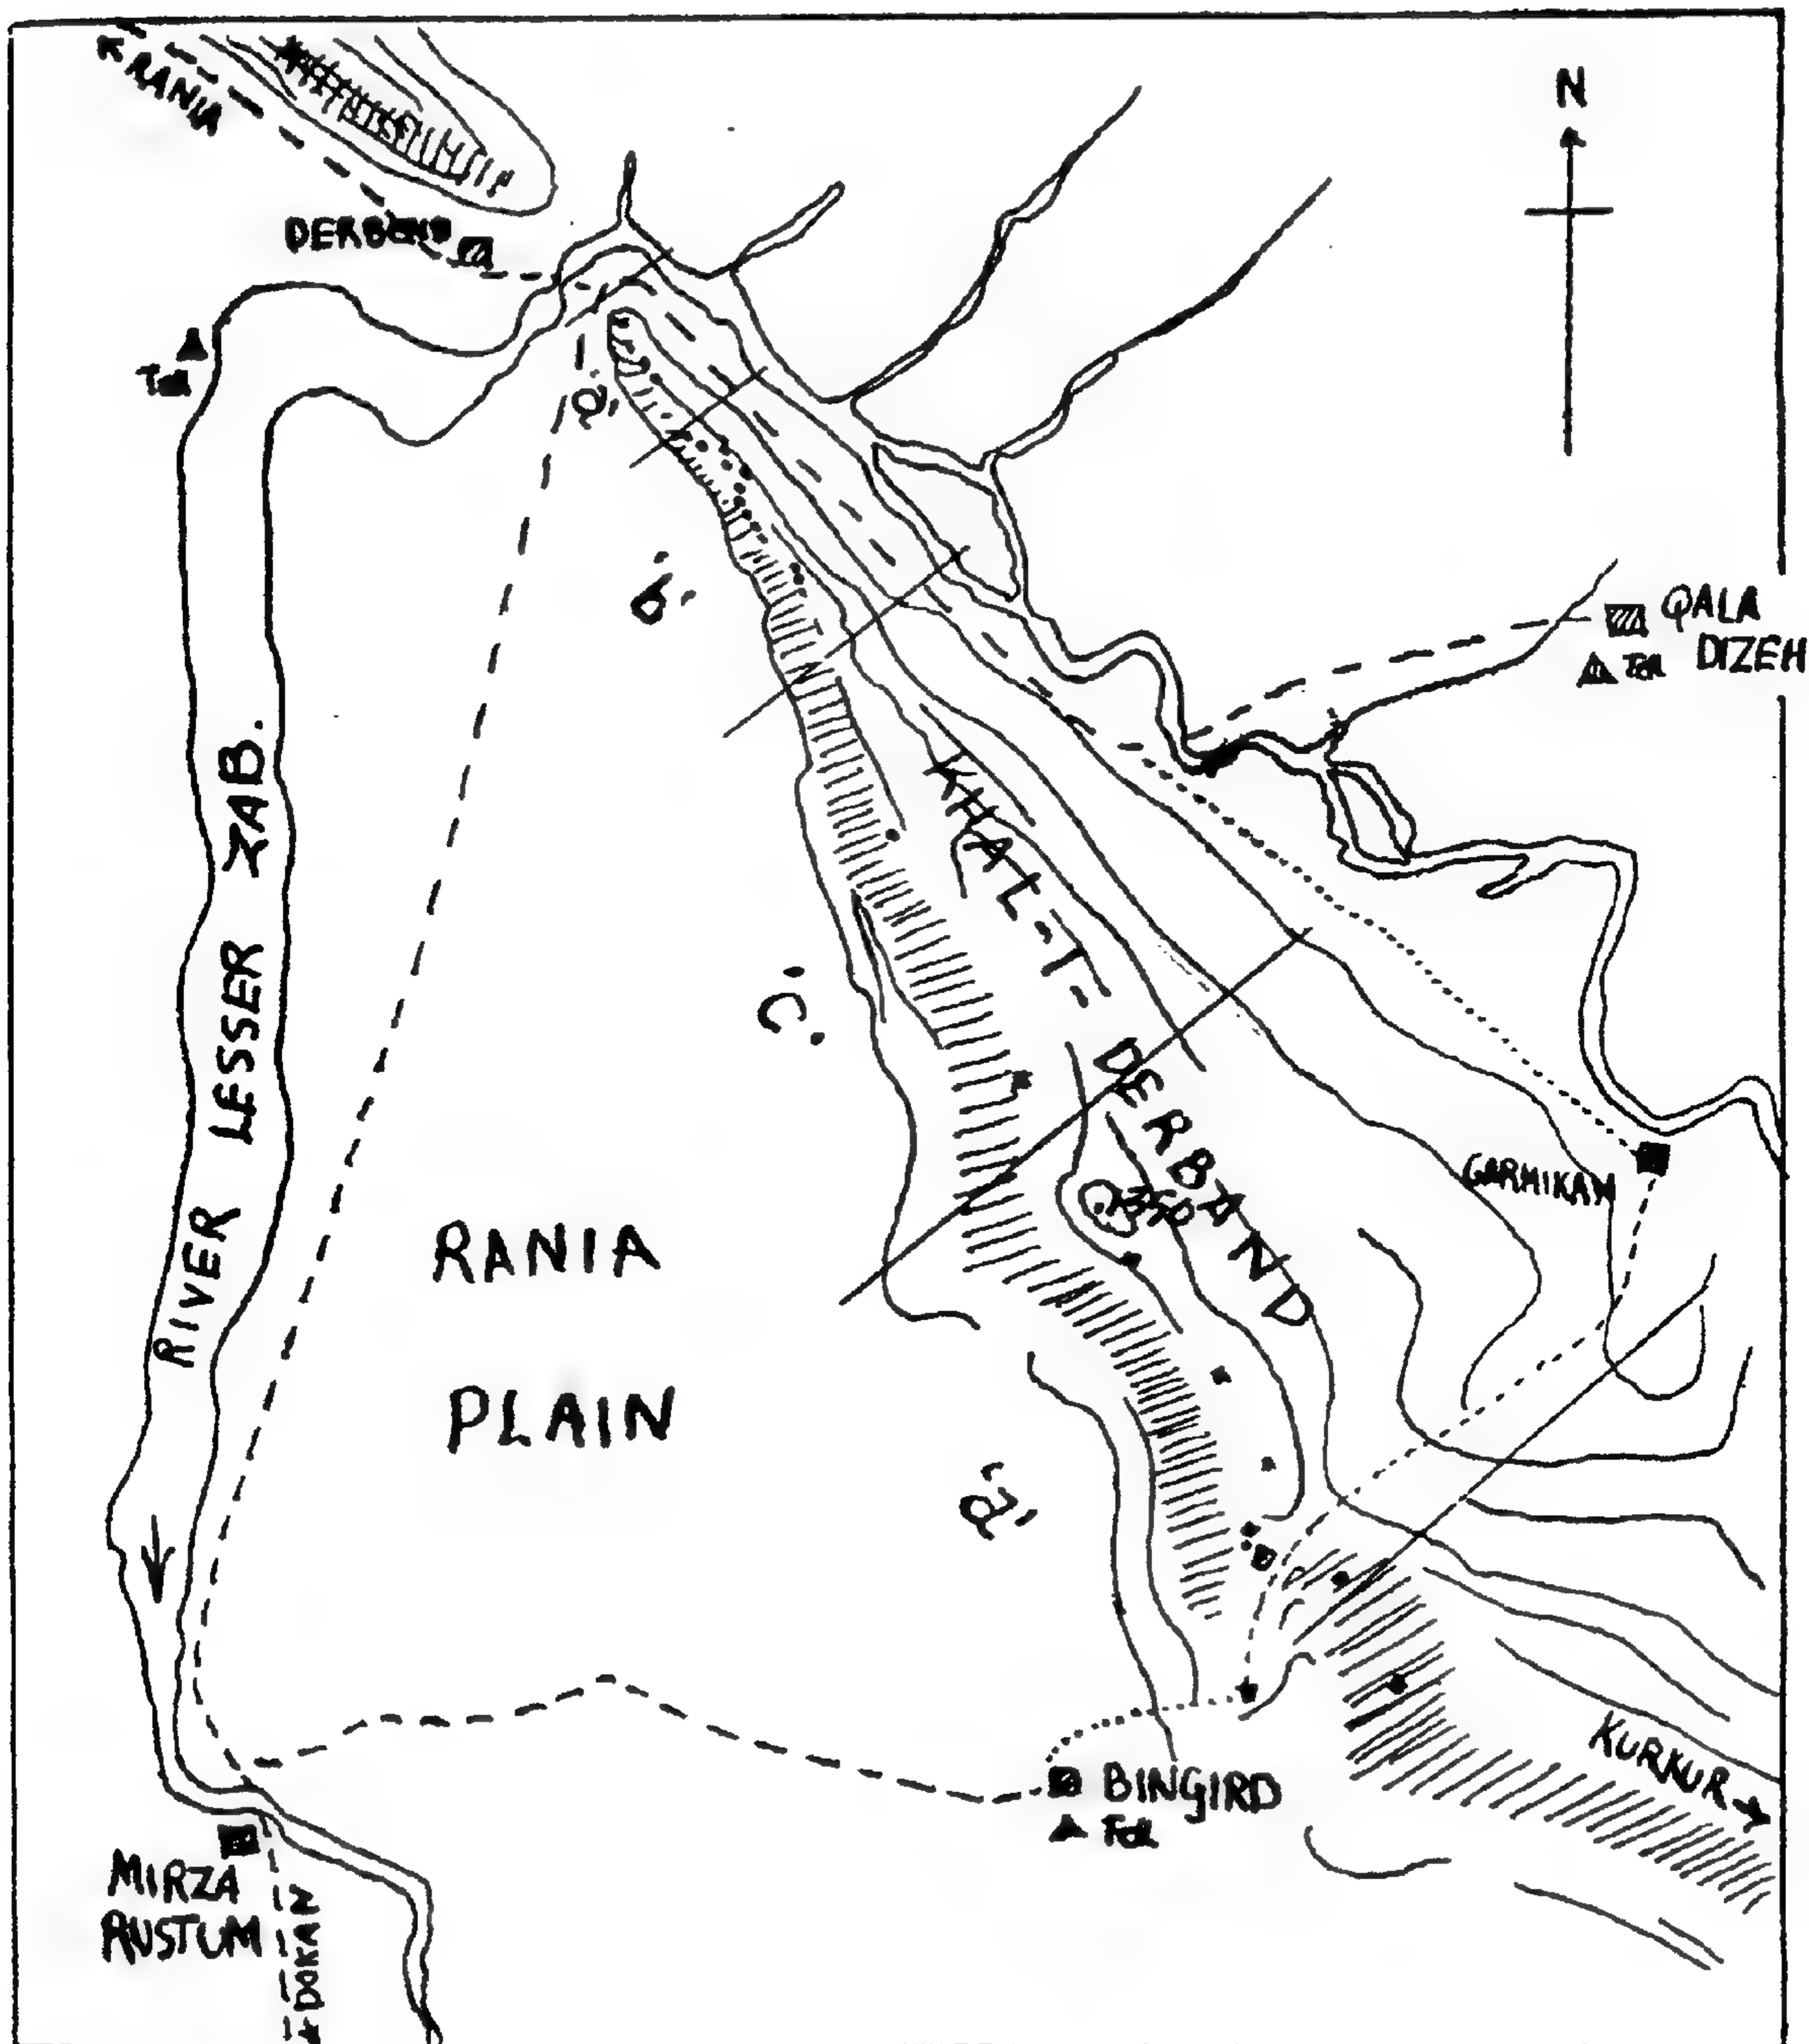 RANIA
N
DERBEND
Tell
'a'
'b'
QALA
DIZEH
Tell
RIVER LESSER ZAB.
KHAL-I-DERBAND
'c'
GARMIKAN
RANIA
PLAIN
'd'
KURKUR
BINGIRD
Tell
MIRZA
RUSTUM
DOKAN